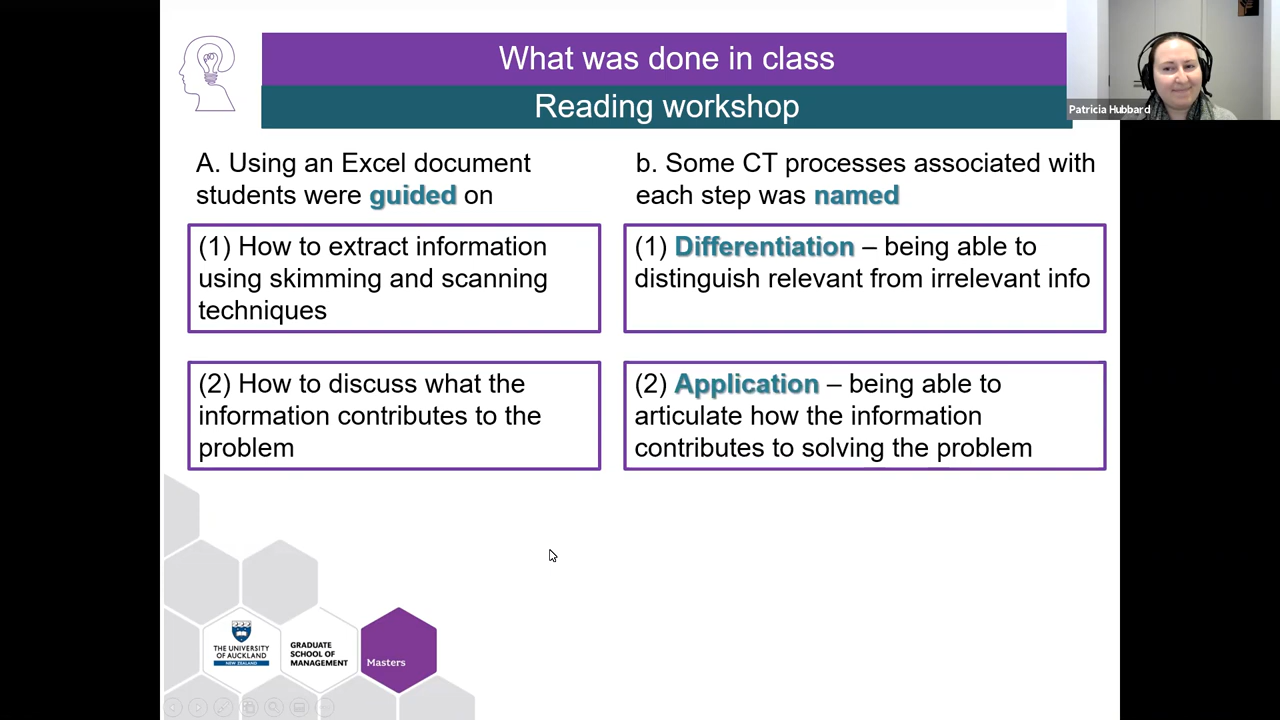 What was done in class
Reading workshop
Patricia Hubbard
A. Using an Excel document
students were guided on
(1) How to extract information
using skimming and scanning
techniques
(2) How to discuss what the
information contributes to the
problem
b. Some CT processes associated with
each step was named
(1) Differentiation – being able to
distinguish relevant from irrelevant info
(2) Application – being able to
articulate how the information
contributes to solving the problem
THE UNIVERSITY
OF AUCKLAND
NEW ZEALAND
GRADUATE
SCHOOL OF
MANAGEMENT
Masters